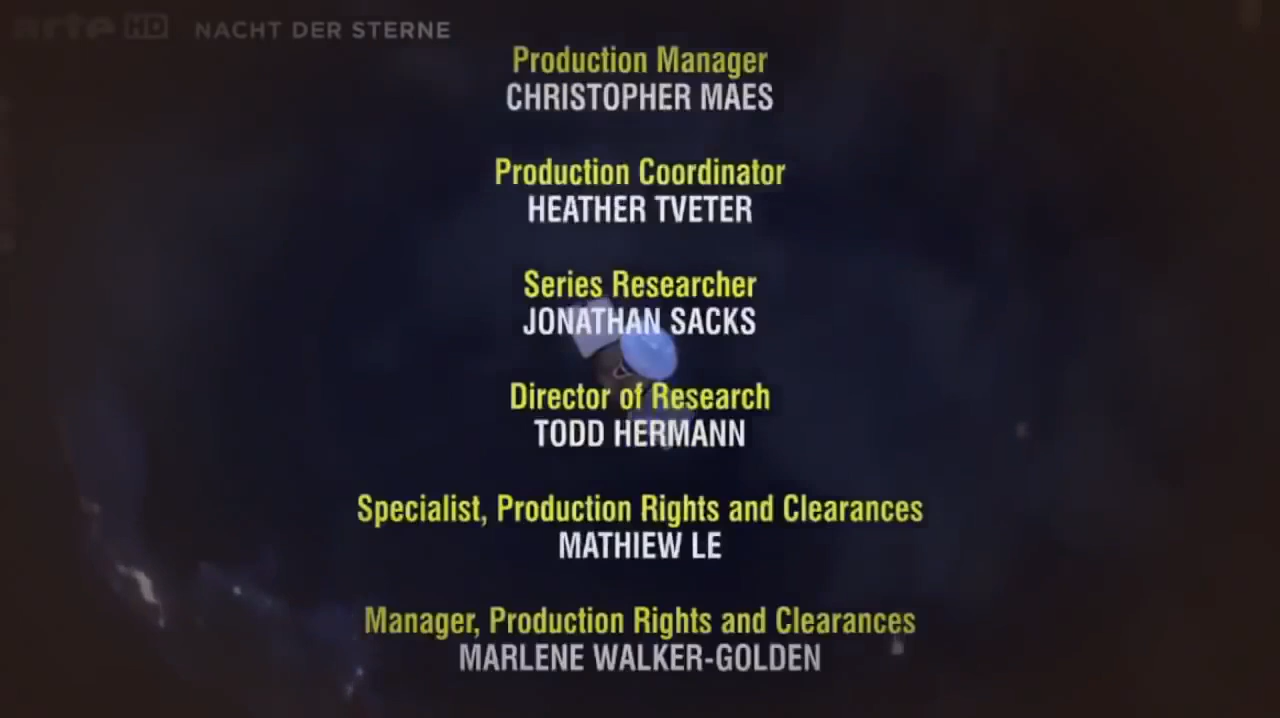 arte HD NACHT DER STERNE
Production Manager
CHRISTOPHER MAES
Production Coordinator
HEATHER TVETER
Series Researcher
JONATHAN SACKS
Director of Research
TODD HERMANN
Specialist, Production Rights and Clearances
MATHIEW LE
Manager, Production Rights and Clearances
MARLENE WALKER-GOLDEN